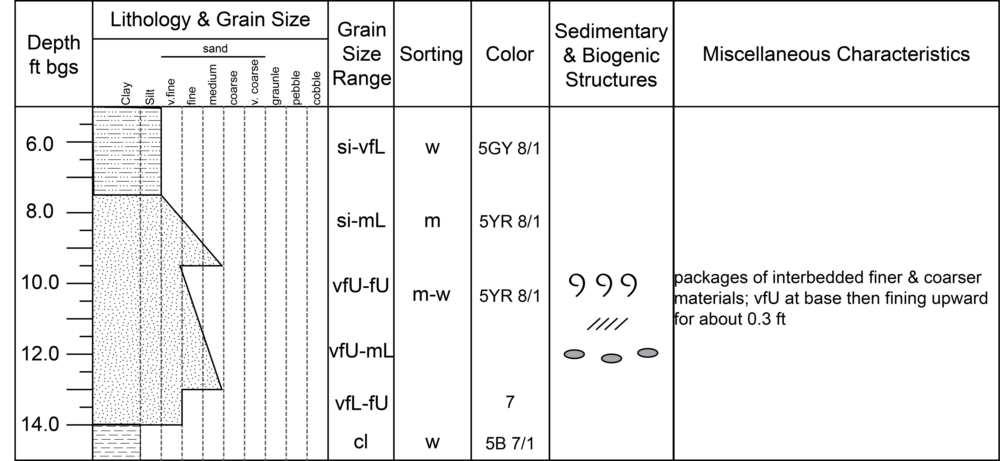 Depth
ft bgs
Lithology & Grain Size
sand
Clay
Silt
v.fine
fine
medium
coarse
v. coarse
graunle
pebble
cobble
Grain
Size
Range
Sorting
Color
Sedimentary
& Biogenic
Structures
Miscellaneous Characteristics
6.0
si-vfL
w
5GY 8/1
8.0
si-mL
m
5YR 8/1
10.0
vfU-fU
m-w
5YR 8/1
packages of interbedded finer & coarser
materials; vfU at base then fining upward
for about 0.3 ft
12.0
vfU-mL
vfL-fU
7
14.0
cl
w
5B 7/1